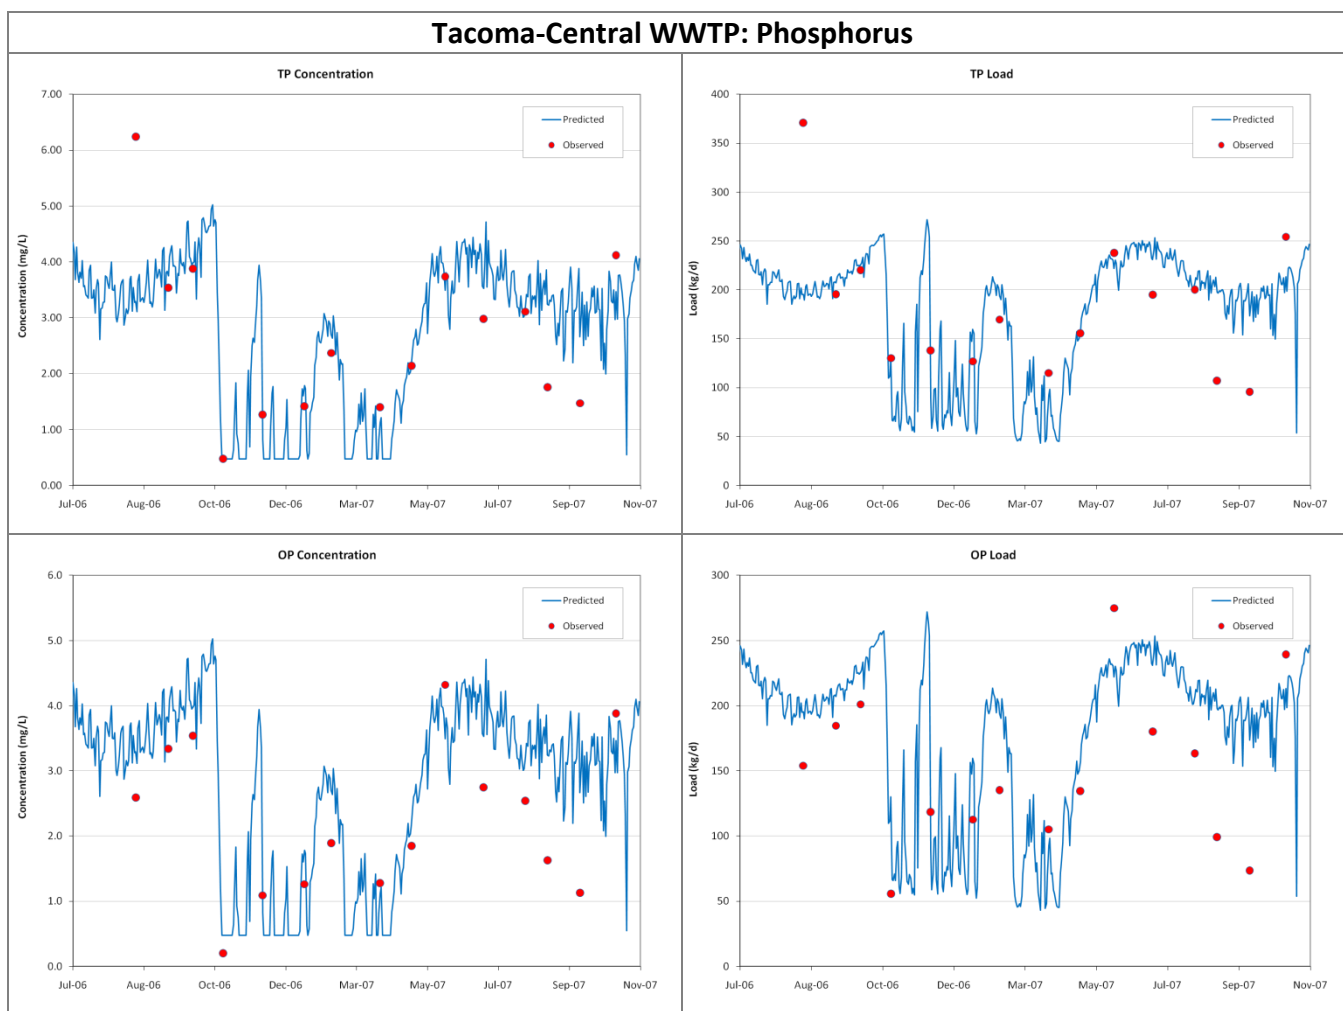 Tacoma-Central WWTP: Phosphorus
TP Concentration
7.00
6.00
5.00
4.00
3.00
2.00
1.00
0.00
Concentration (mg/L)
Predicted
Observed
Jul-06 Aug-06 Oct-06 Dec-06 Mar-07 May-07 Jul-07 Sep-07 Nov-07
TP Load
400
350
300
250
200
150
100
50
0
Load (kg/d)
Predicted
Observed
Jul-06 Aug-06 Oct-06 Dec-06 Mar-07 May-07 Jul-07 Sep-07 Nov-07
OP Concentration
6.0
5.0
4.0
3.0
2.0
1.0
0.0
Concentration (mg/L)
Predicted
Observed
Jul-06 Aug-06 Oct-06 Dec-06 Mar-07 May-07 Jul-07 Sep-07 Nov-07
OP Load
300
250
200
150
100
50
0
Load (kg/d)
Predicted
Observed
Jul-06 Aug-06 Oct-06 Dec-06 Mar-07 May-07 Jul-07 Sep-07 Nov-07